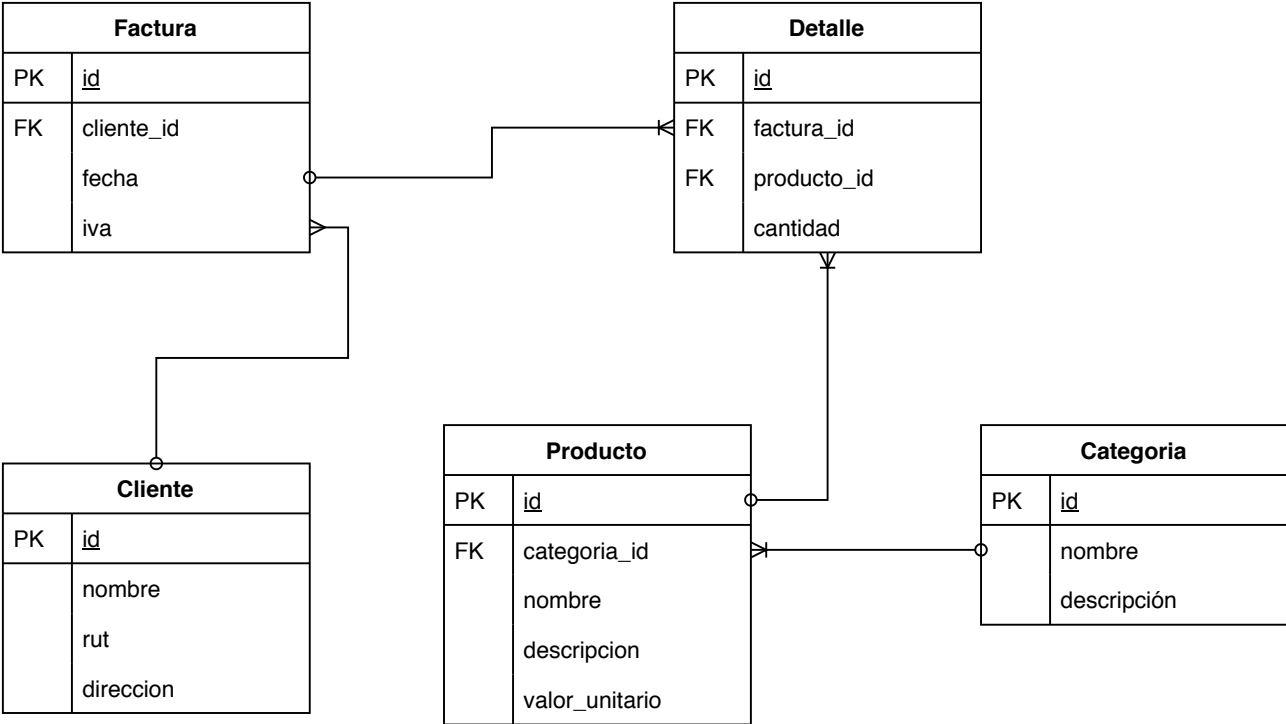 Factura
PK id
FK cliente_id
fecha
iva
Detalle
PK id
FK factura_id
FK producto_id
cantidad
Cliente
PK id
nombre
rut
direccion
Producto
PK id
FK categoria_id
nombre
descripcion
valor_unitario
Categoria
PK id
nombre
descripción